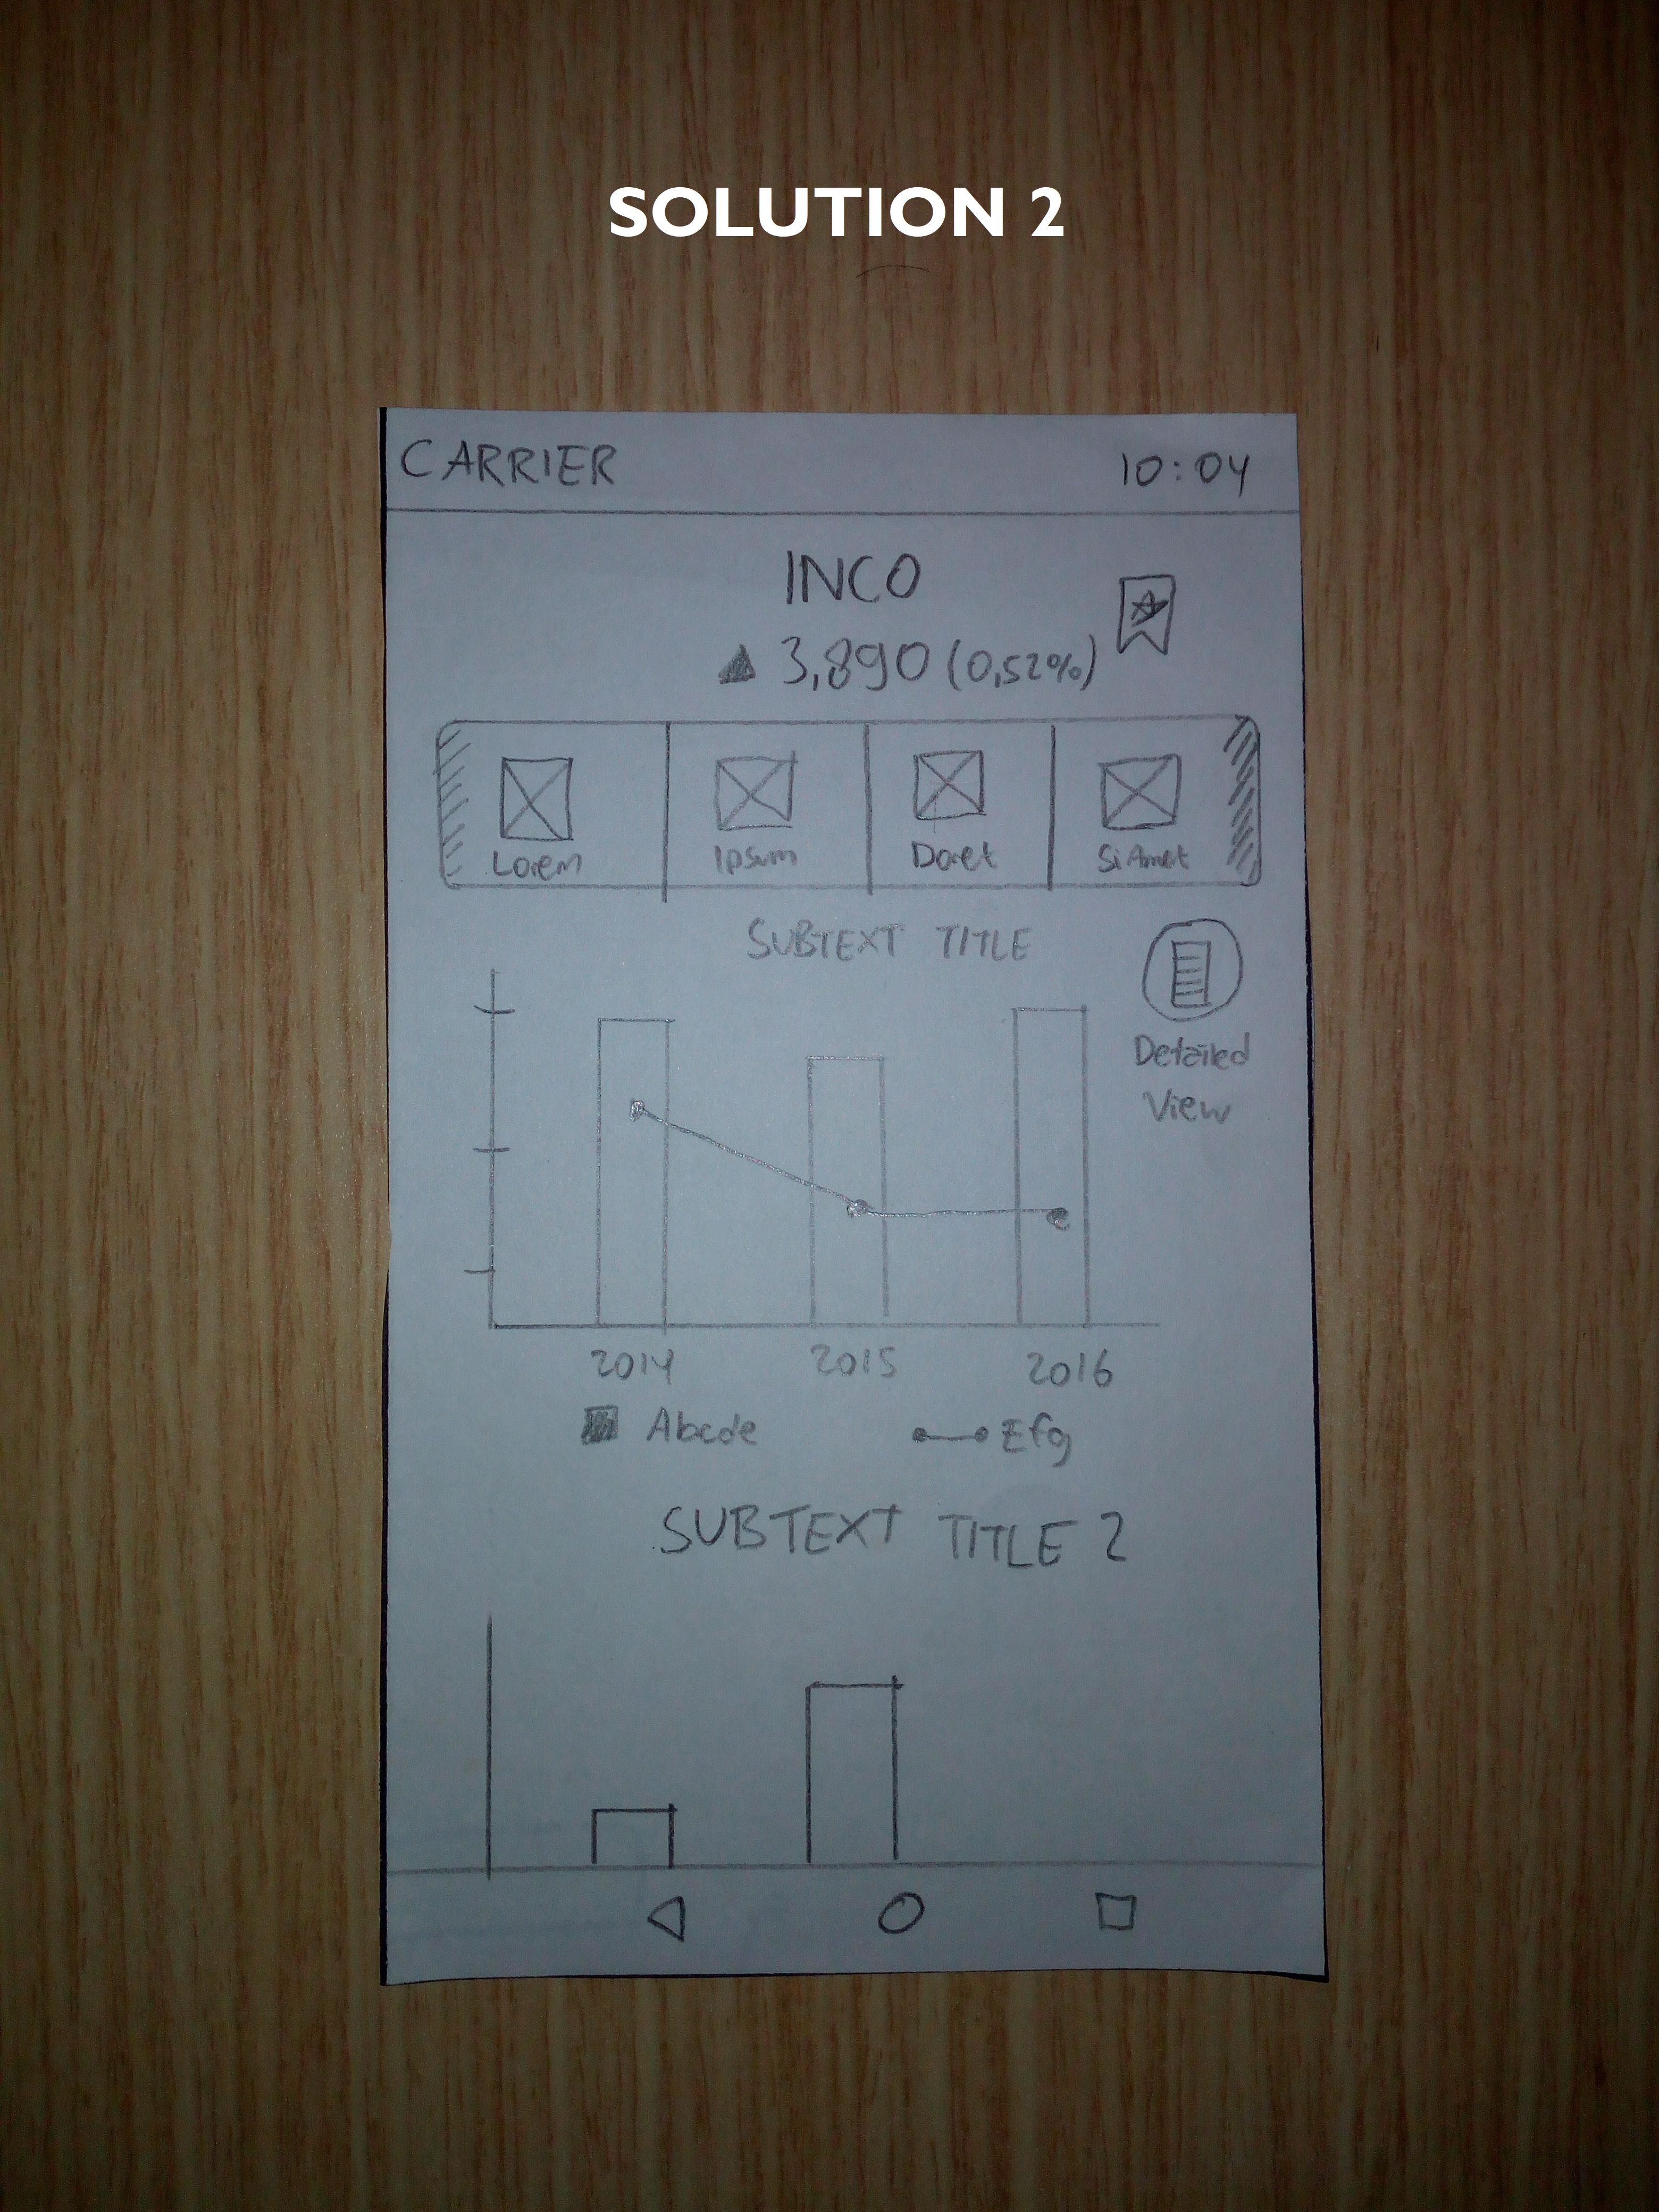 SOLUTION 2
CARRIER 10:04
INCO
▲ 3,890 (0,52%)
Lorem Ipsum Doret Si Amet
SUBTEXT TITLE
Detailed
View
2014 2015 2016
Abcde Efg
SUBTEXT TITLE 2